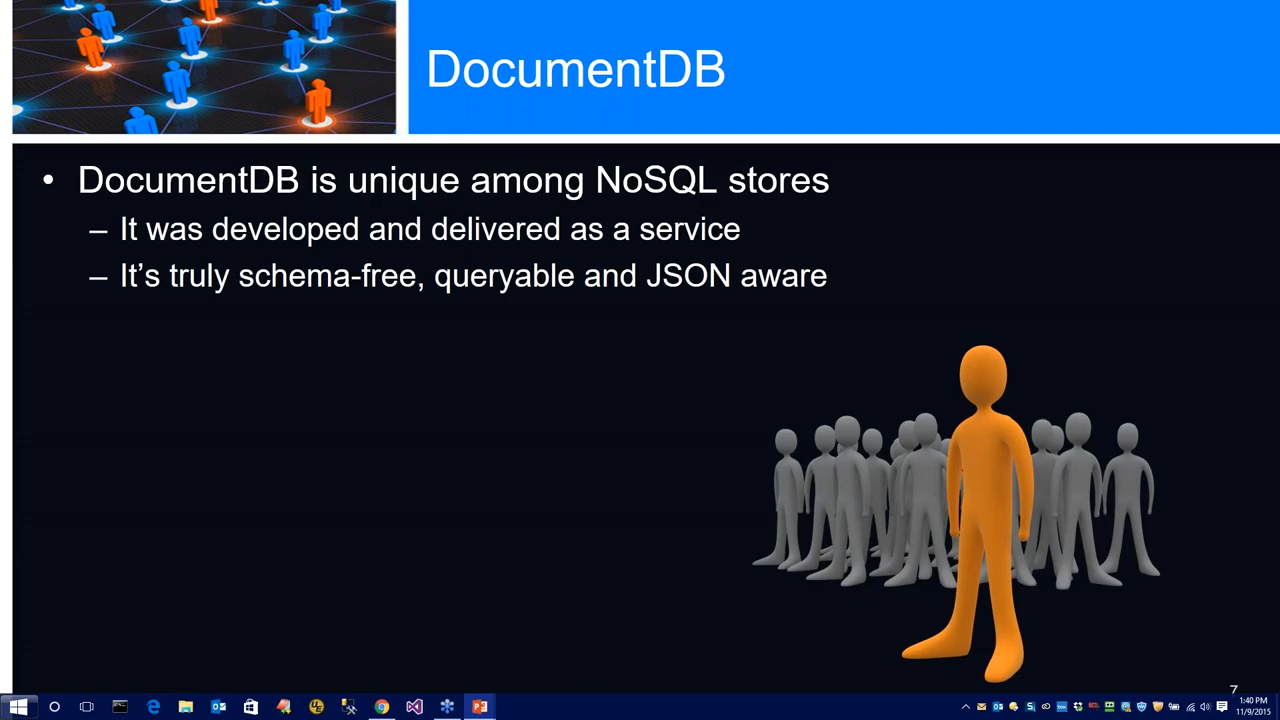 DocumentDB
• DocumentDB is unique among NoSQL stores
– It was developed and delivered as a service
– It’s truly schema-free, queryable and JSON aware
7
1:40 PM
11/9/2015